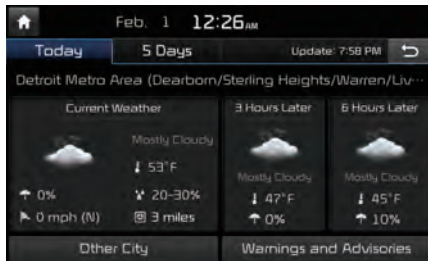 Feb. 1 12:26 AM
Today 5 Days Update: 7:58 PM
Detroit Metro Area (Dearborn/Sterling Heights/Warren/Liv...
Current Weather 3 Hours Later 6 Hours Later
Mostly Cloudy
53°F
0% 20-30%
0 mph (N) 3 miles
Mostly Cloudy
47°F
0%
Mostly Cloudy
45°F
10%
Other City Warnings and Advisories